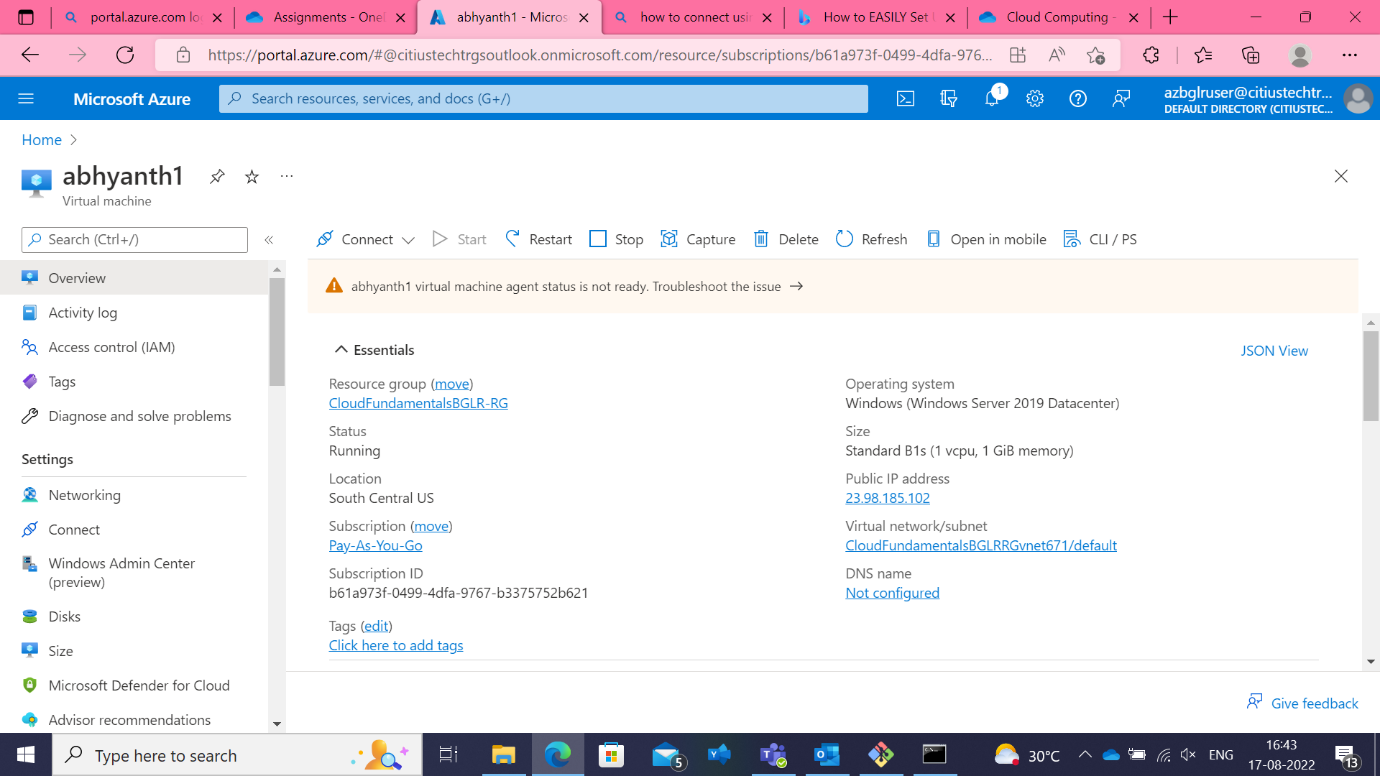 portal.azure.com lo
Assignments - OneI
abhyanth1 - Micros
how to connect usi
How to EASILY Set
Cloud Computing -
https://portal.azure.com/#@citiustechtrgsoutlook.onmicrosoft.com/resource/subscriptions/b61a973f-0499-4dfa-976...
Microsoft Azure
Search resources, services, and docs (G+/)
1
azbglruser@citiustechtr...
DEFAULT DIRECTORY (CITIUSTEC...
Home
abhyanth1
Virtual machine
Search (Ctrl+/)
Connect
Start
Restart
Stop
Capture
Delete
Refresh
Open in mobile
CLI / PS
Overview
Activity log
Access control (IAM)
Tags
Diagnose and solve problems
Settings
Networking
Connect
Windows Admin Center
(preview)
Disks
Size
Microsoft Defender for Cloud
Advisor recommendations
abhyanth1 virtual machine agent status is not ready. Troubleshoot the issue →
Essentials
JSON View
Resource group (move)
CloudFundamentalsBGLR-RG
Status
Running
Location
South Central US
Subscription (move)
Pay-As-You-Go
Subscription ID
b61a973f-0499-4dfa-9767-b3375752b621
Tags (edit)
Click here to add tags
Operating system
Windows (Windows Server 2019 Datacenter)
Size
Standard B1s (1 vcpu, 1 GiB memory)
Public IP address
23.98.185.102
Virtual network/subnet
CloudFundamentalsBGLRRGvnet671/default
DNS name
Not configured
Give feedback
Type here to search
5
30°C
ENG
16:43
17-08-2022
13